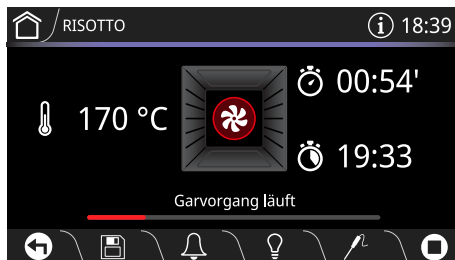 RISOTTO
i 18:39
00:54'
170 °C
19:33
Garvorgang läuft